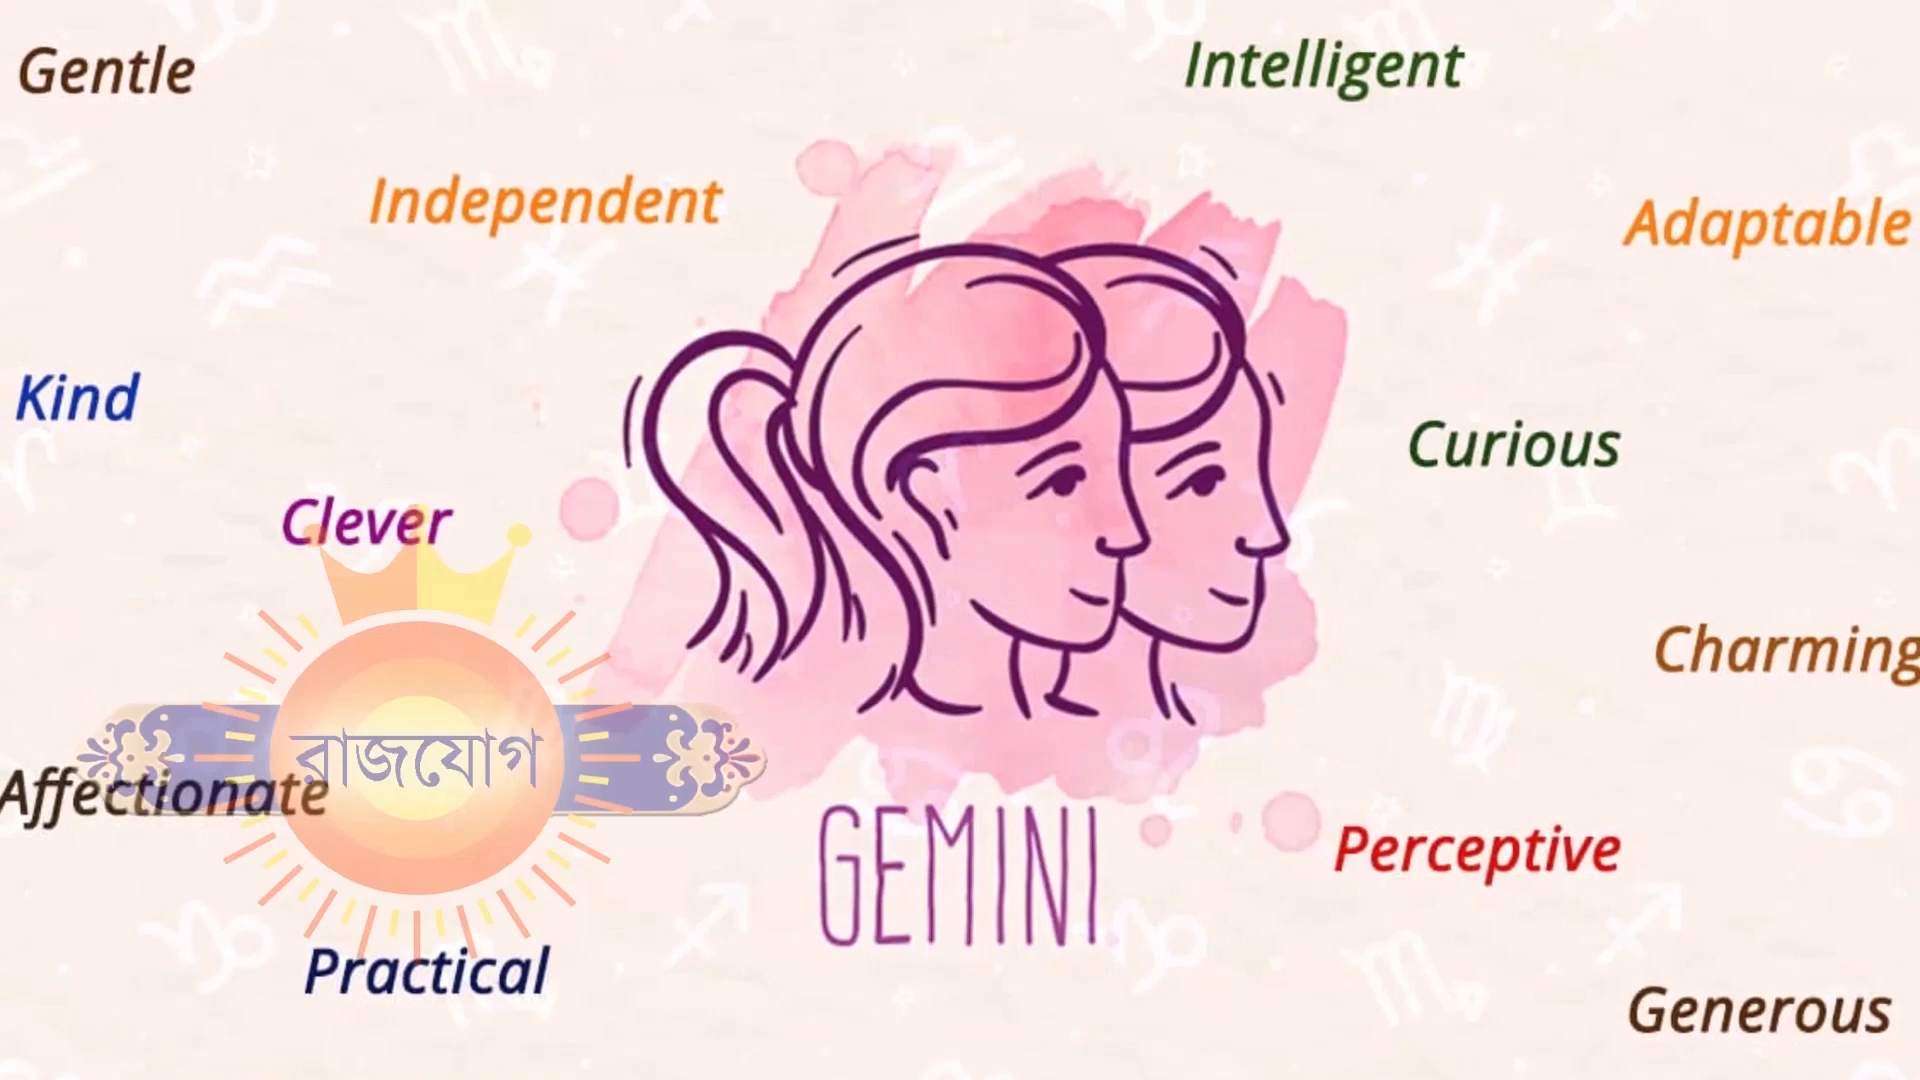 Gentle
Intelligent
Independent
Adaptable
Kind
Curious
Clever
Charming
রাজযোগ
Affectionate
GEMINI
Perceptive
Practical
Generous